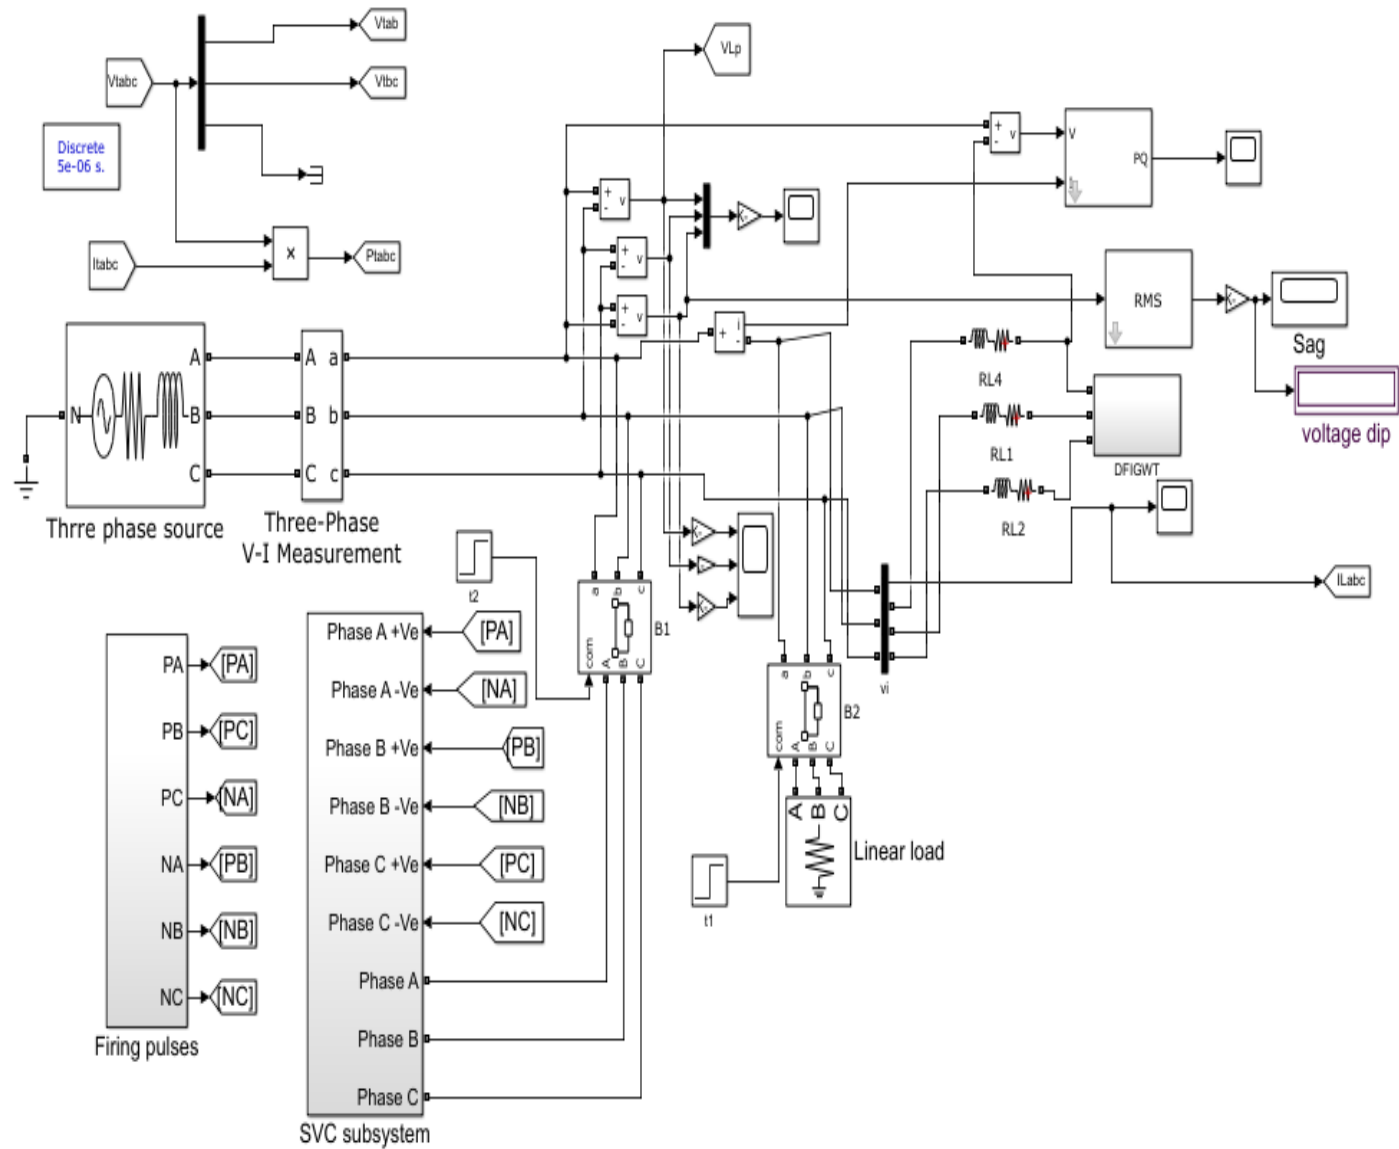 Vtab
Vtabc
Vtbc
VLp
Discrete
5e-06 s.
Itabc
×
Ptabc
+
-
v
+
-
v
+
-
v
+
-
i
+
-
v
V
PQ
RMS
Sag
voltage dip
N
A
B
C
Thrre phase source
A a
B b
C c
Three-Phase
V-I Measurement
RL4
RL1
RL2
DFIGWT
ILabc
vi
t2
a b c
com
A B C
B1
a b c
com
A B C
B2
A B C
Linear load
t1
PA [PA]
PB [PC]
PC [NA]
NA [PB]
NB [NB]
NC [NC]
Firing pulses
Phase A +Ve [PA]
Phase A -Ve [NA]
Phase B +Ve [PB]
Phase B -Ve [NB]
Phase C +Ve [PC]
Phase C -Ve [NC]
Phase A
Phase B
Phase C
SVC subsystem